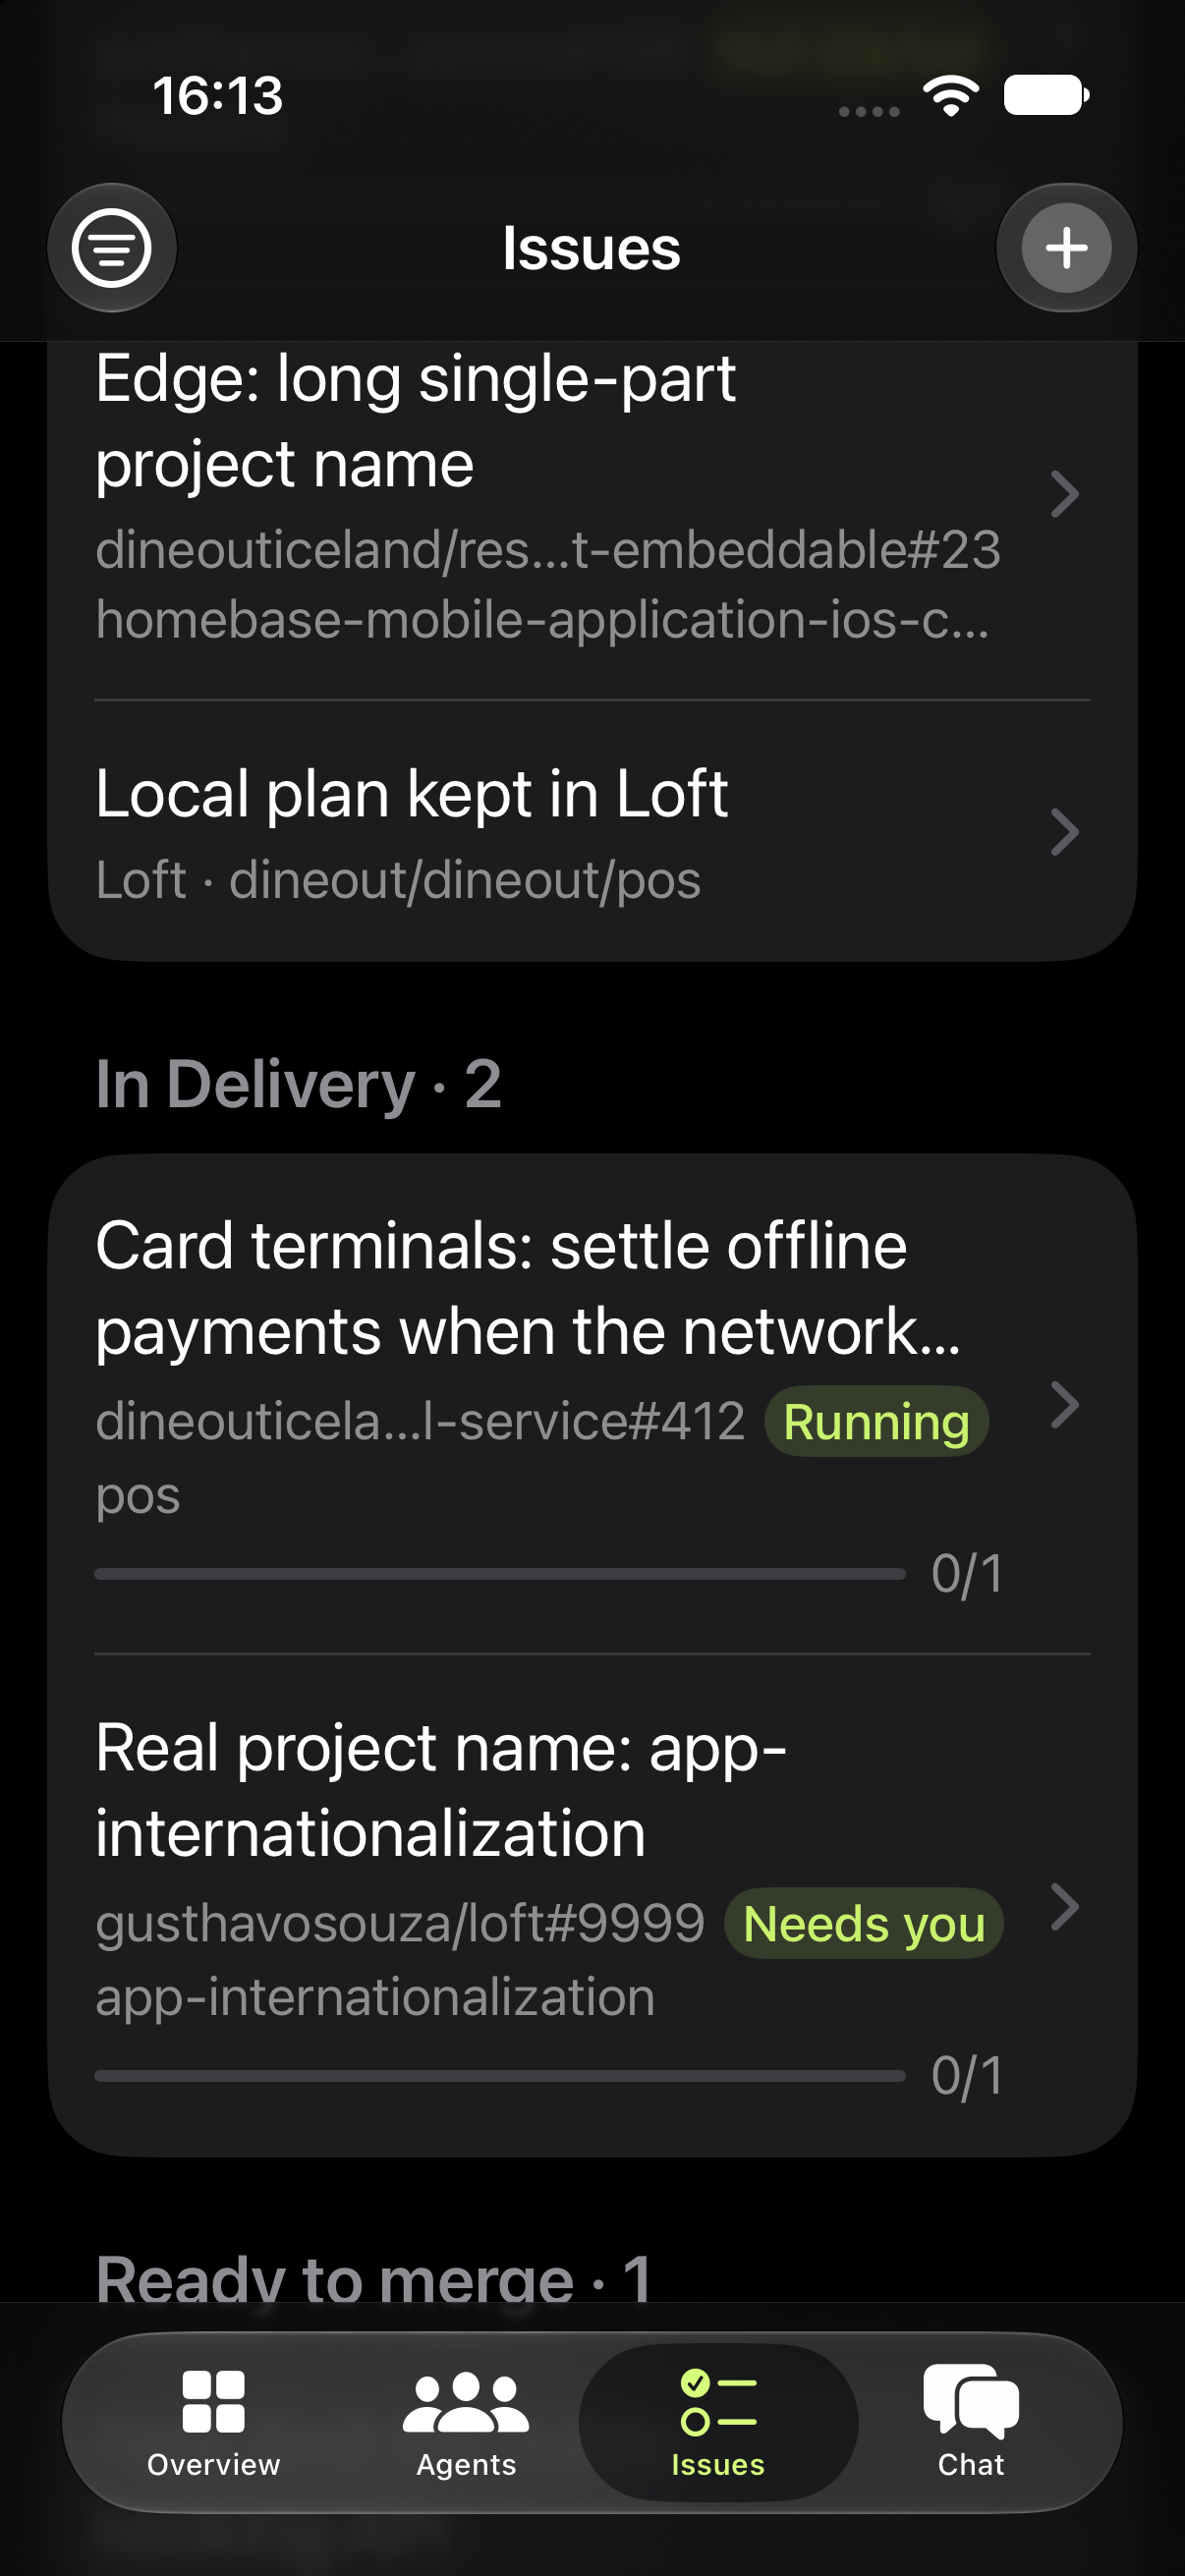 16:13
Issues
Edge: long single-part
project name
dineouticeland/res...t-embeddable#23
homebase-mobile-application-ios-c...
Local plan kept in Loft
Loft · dineout/dineout/pos
In Delivery · 2
Card terminals: settle offline
payments when the network...
dineouticela...l-service#412 Running
pos
0/1
Real project name: app-
internationalization
gusthavosouza/loft#9999 Needs you
app-internationalization
0/1
Ready to merge · 1
Overview
Agents
Issues
Chat